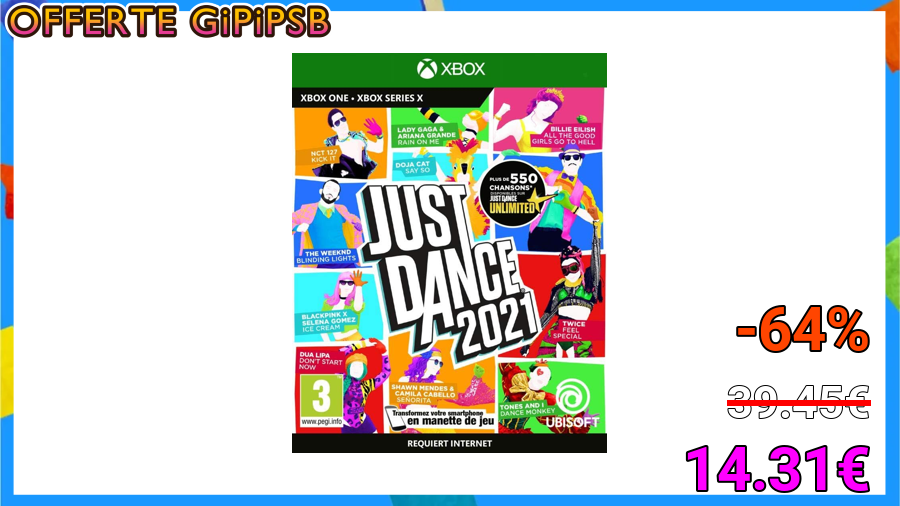 OFFERTE GiPiPSB
XBOX
XBOX ONE • XBOX SERIES X
NCT 127
KICK IT
LADY GAGA &
ARIANA GRANDE
RAIN ON ME
BILLIE EILISH
ALL THE GOOD
GIRLS GO TO HELL
DOJA CAT
SAY SO
PLUS DE 550
CHANSONS*
DISPONIBLES SUR
JUST DANCE
UNLIMITED
JUST
DANCE
2021
THE WEEKND
BLINDING LIGHTS
BLACKPINK X
SELENA GOMEZ
ICE CREAM
TWICE
FEEL
SPECIAL
DUA LIPA
DON'T START
NOW
SHAWN MENDES &
CAMILA CABELLO
SEÑORITA
TONES AND I
DANCE MONKEY
3
www.pegi.info
Transformez votre smartphone
en manette de jeu
UBISOFT
REQUIERT INTERNET
-64%
39.45€
14.31€